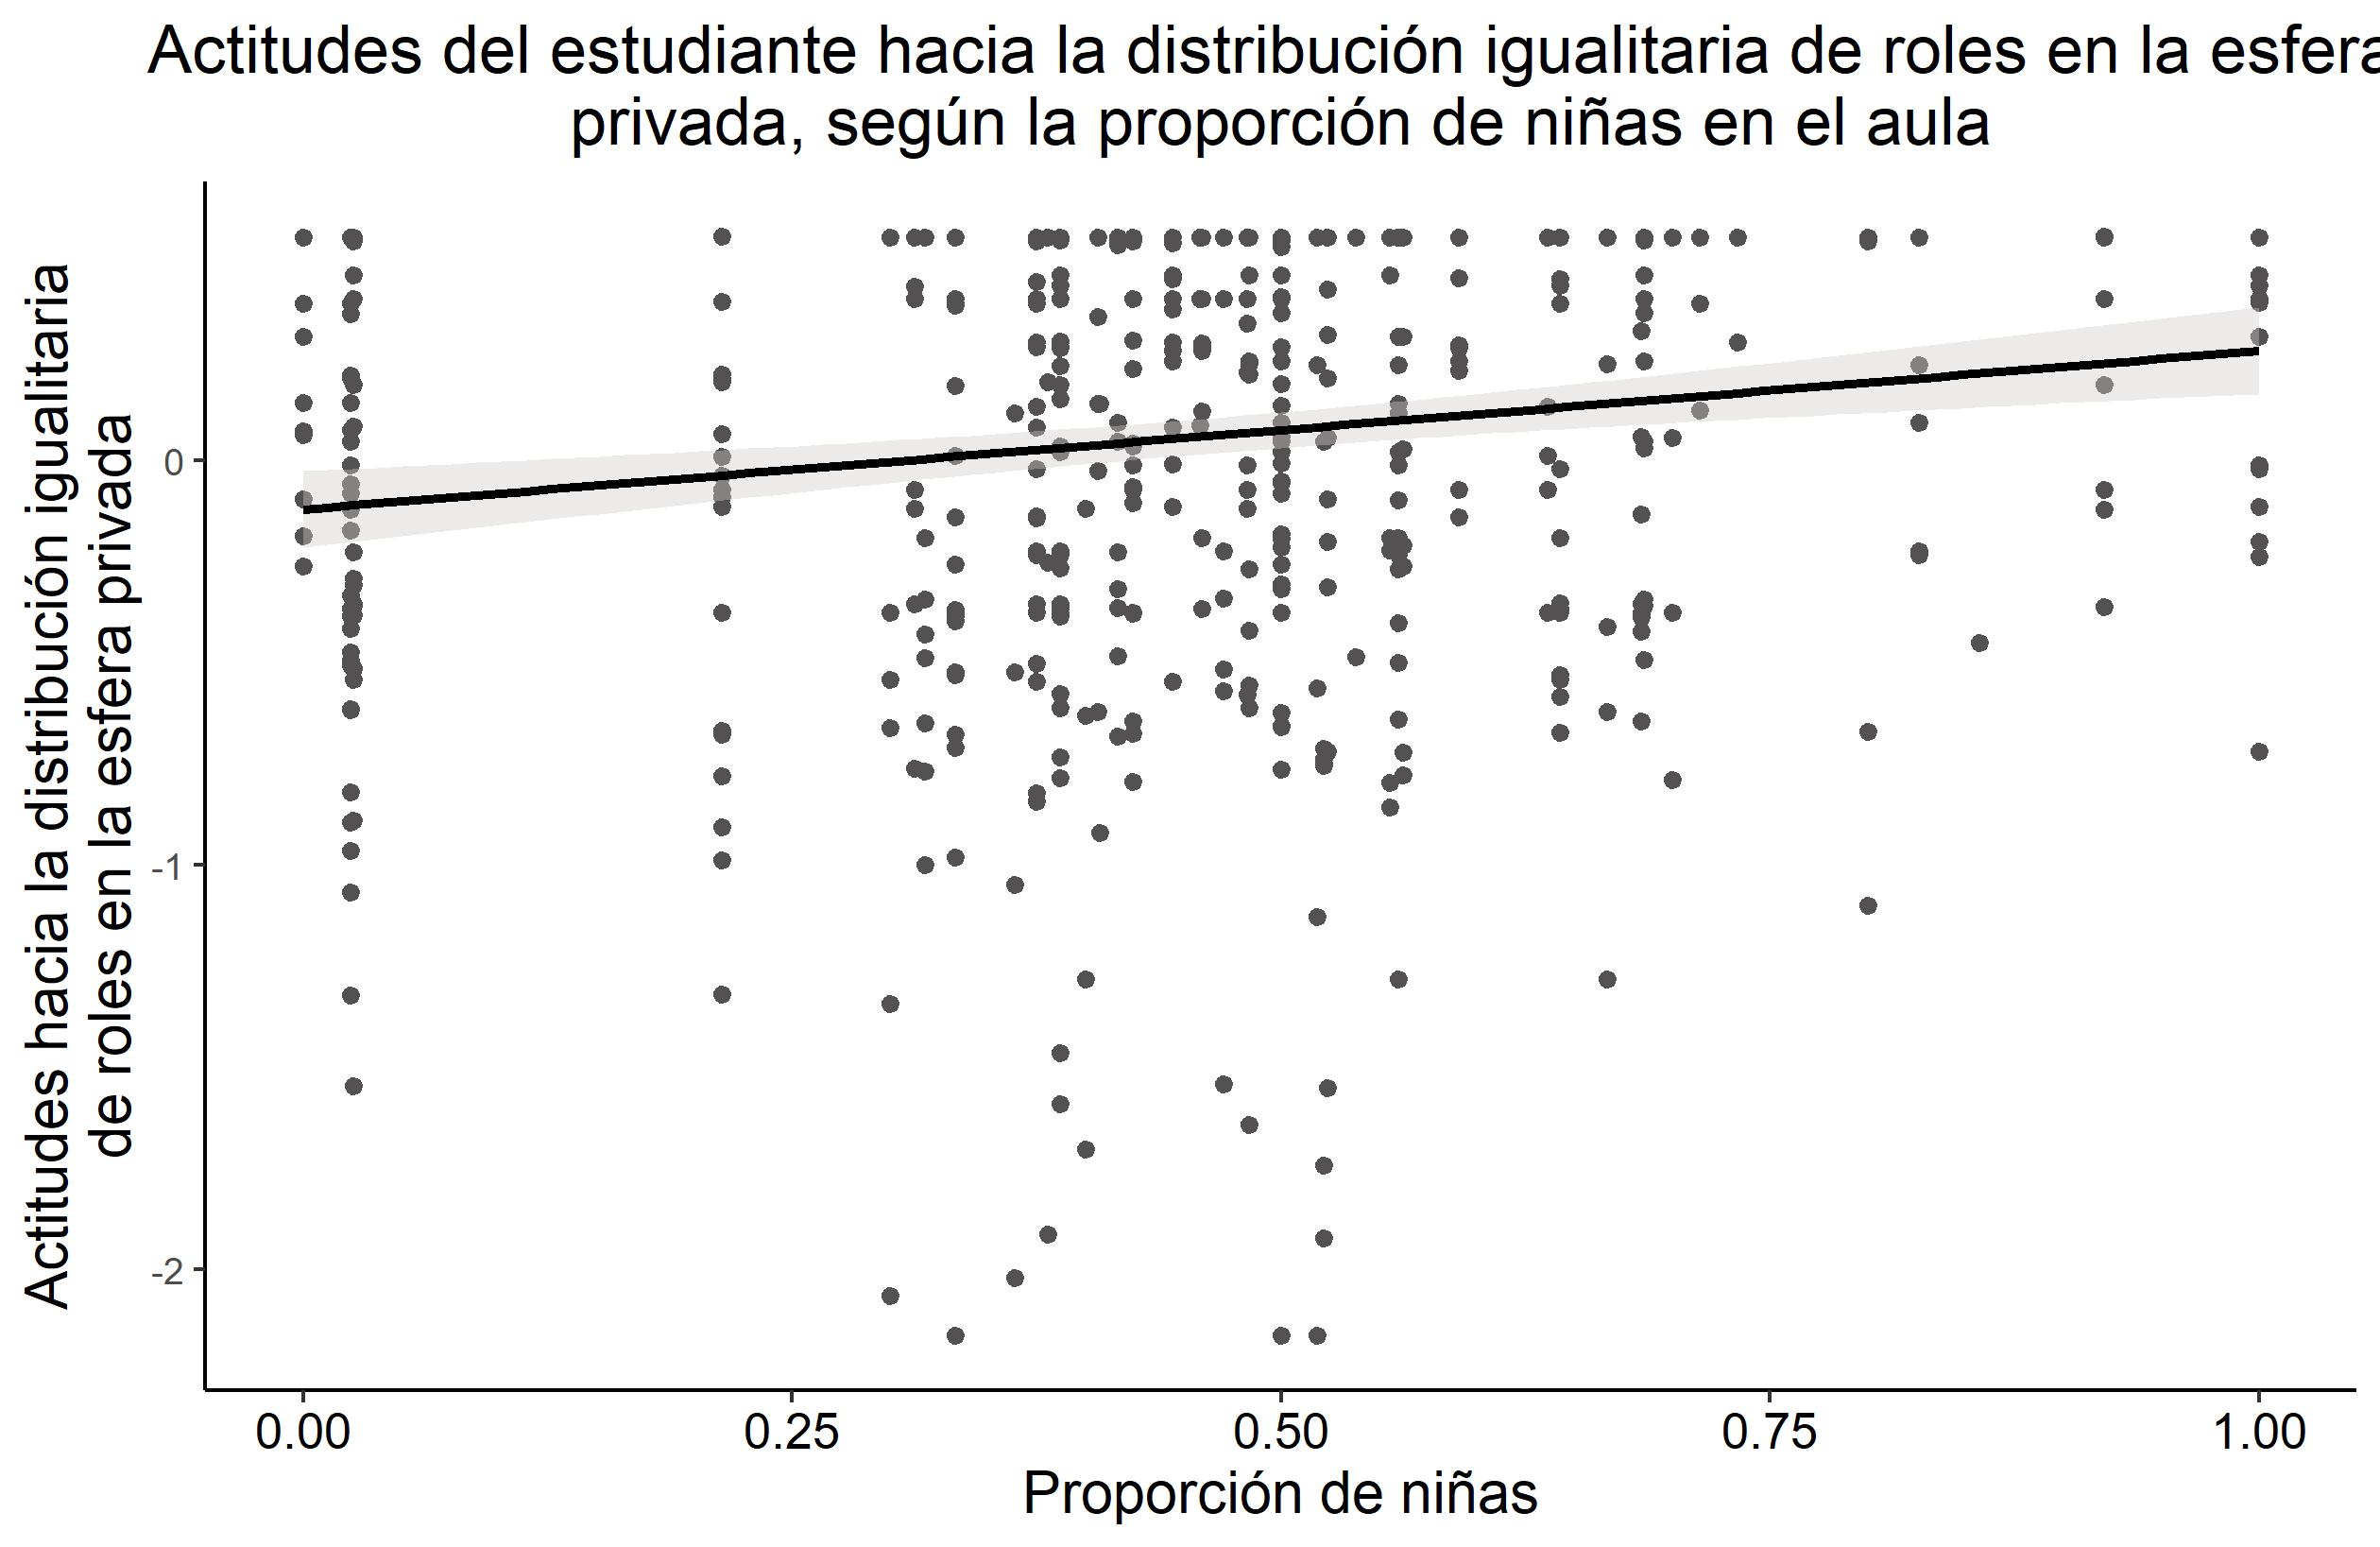 Actitudes del estudiante hacia la distribución igualitaria de roles en la esfera
privada, según la proporción de niñas en el aula
Actitudes hacia la distribución igualitaria
de roles en la esfera privada
0
-1
-2
0.00
0.25
0.50
0.75
1.00
Proporción de niñas